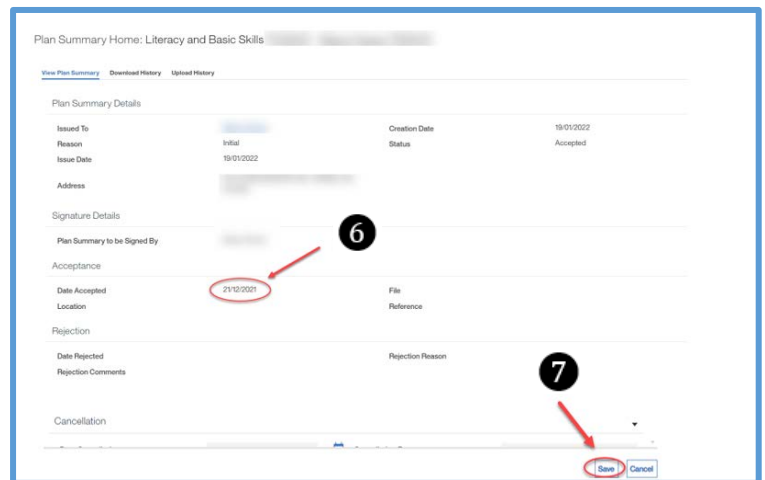 Plan Summary Home: Literacy and Basic Skills
View Plan Summary Download History Upload History
Plan Summary Details
Issued To Creation Date 19/01/2022
Reason Initial Status Accepted
Issue Date 19/01/2022
Address
Signature Details
Plan Summary to be Signed By
6
Acceptance
Date Accepted 21/12/2021 File
Location Reference
Rejection
Date Rejected Rejection Reason
Rejection Comments
7
Cancellation
Save Cancel